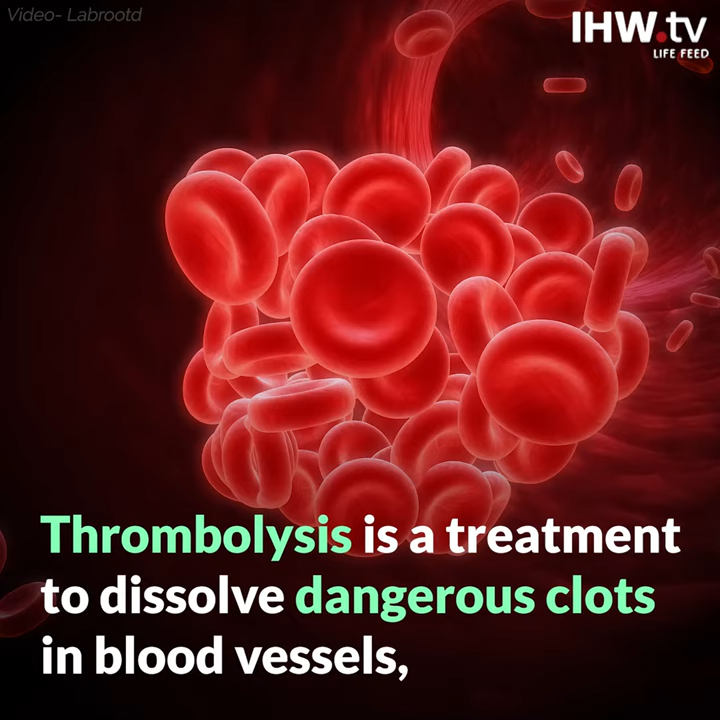 Video- Labrootd
IHW.tv
LIFE FEED
Thrombolysis is a treatment
to dissolve dangerous clots
in blood vessels,